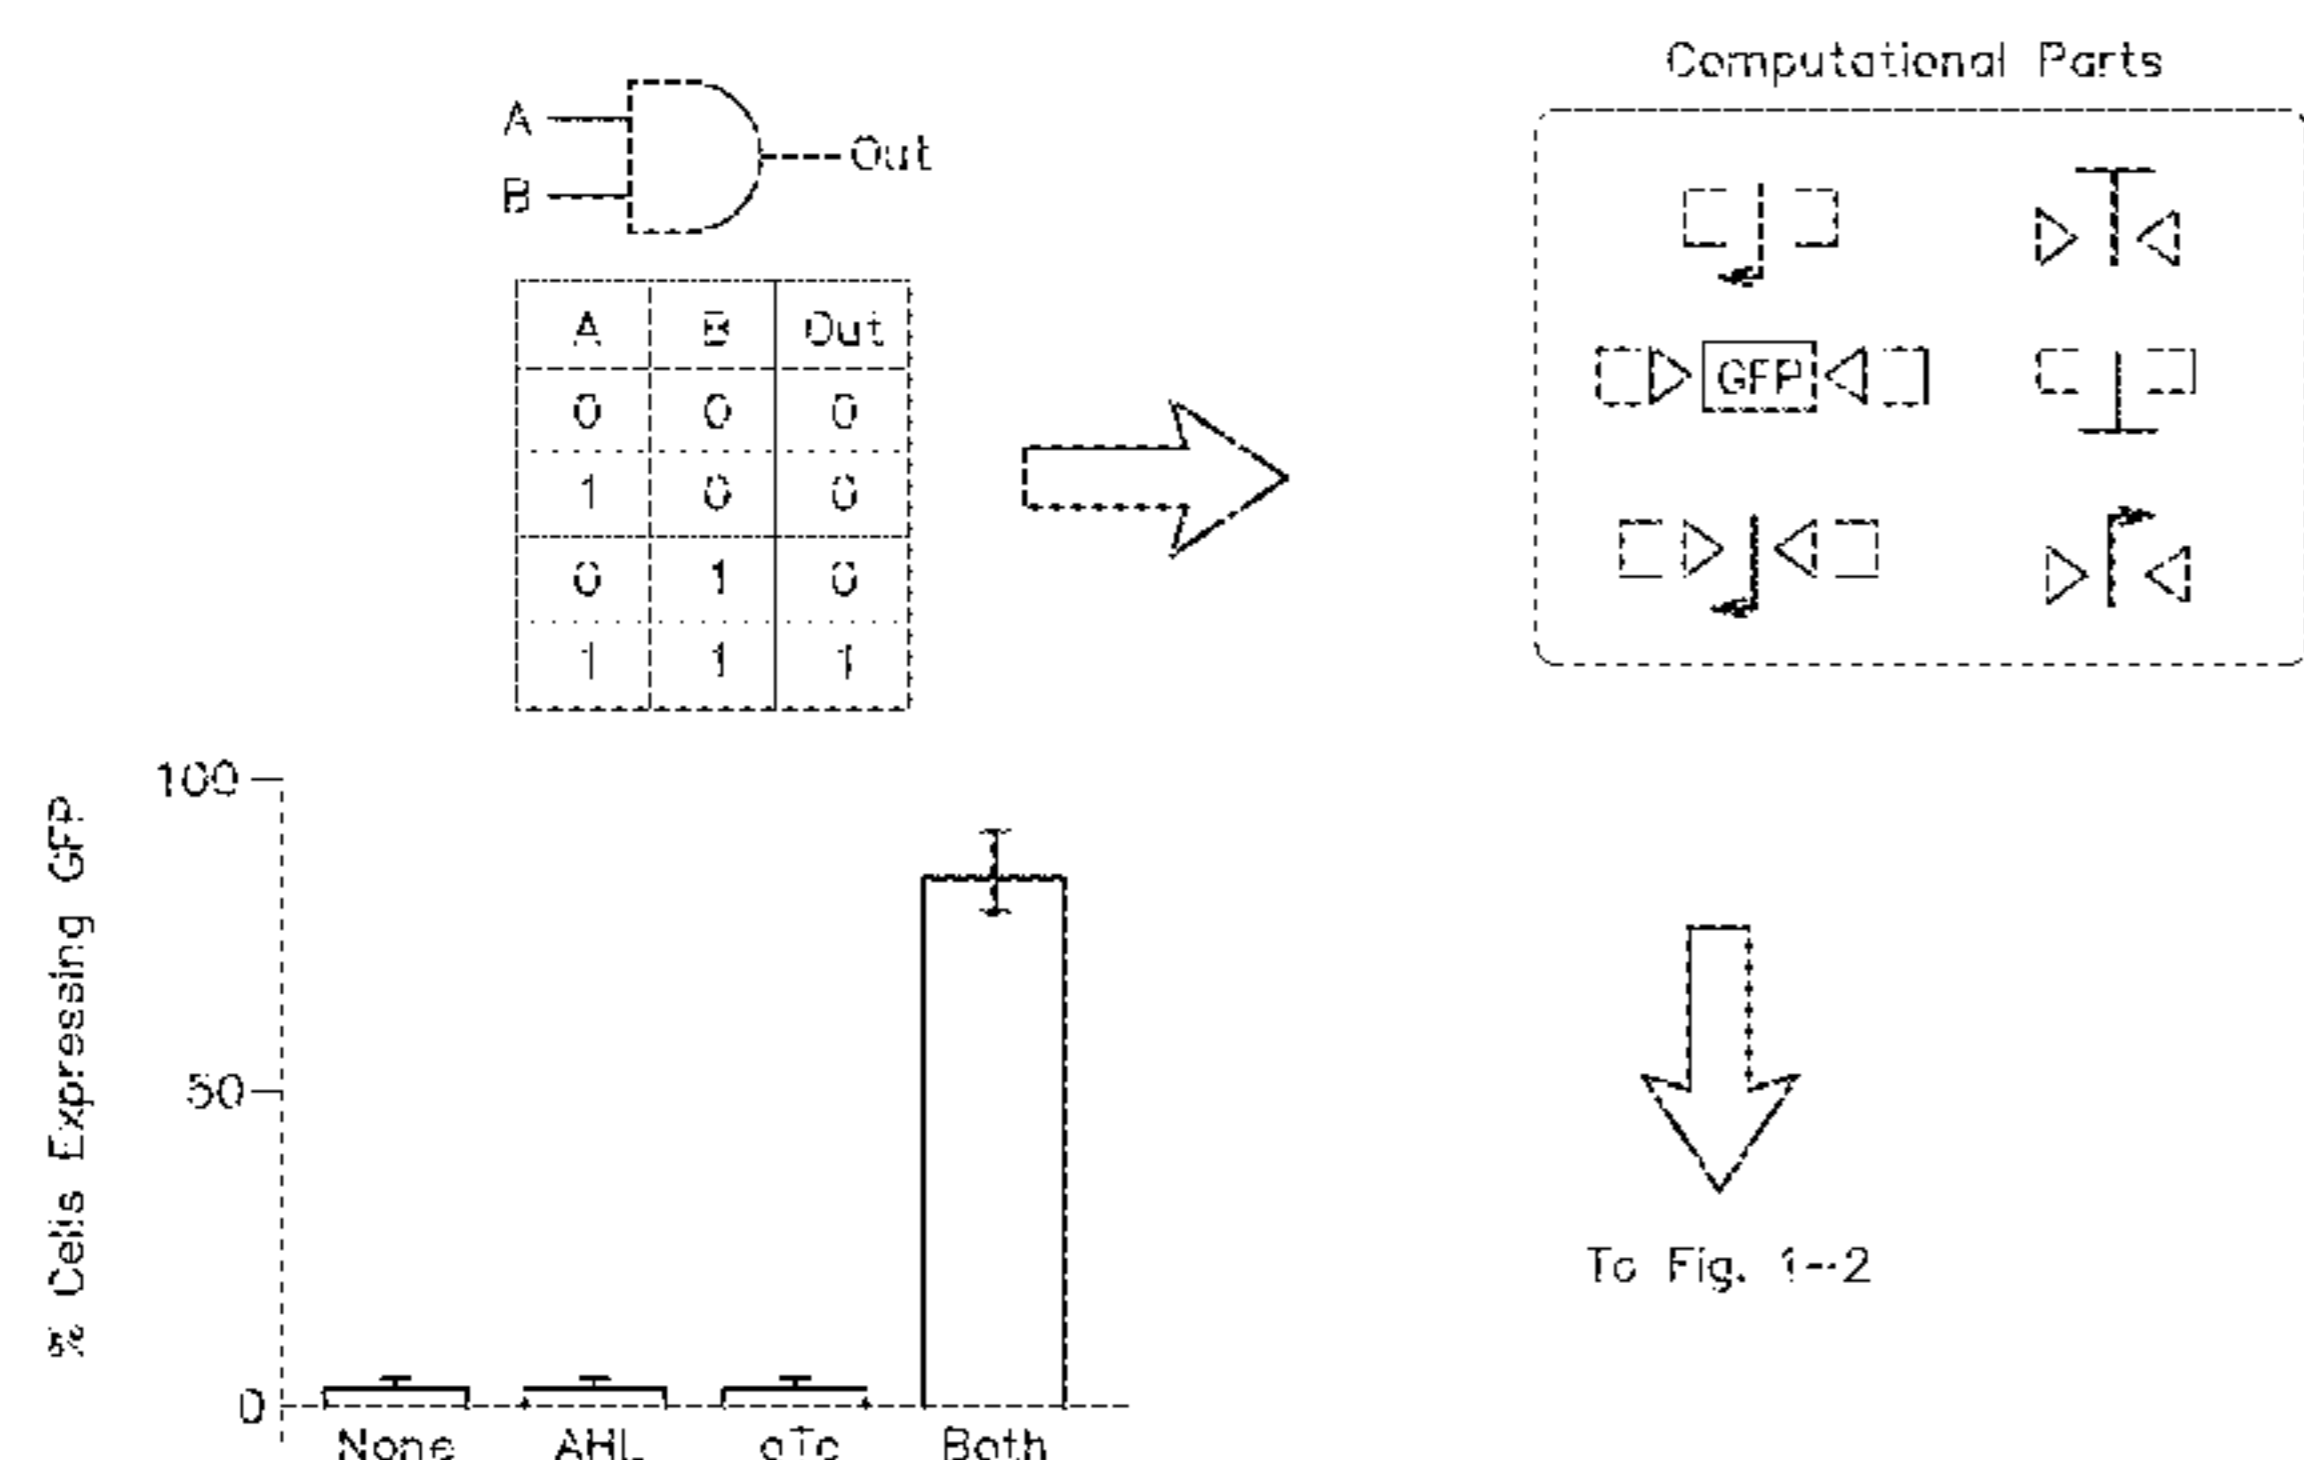 Computational Parts
A
Out
B
A B Out
0 0 0
1 0 0
0 1 0
1 1 1
GFP
100
50
0
% Cells Expressing GFP
None AHL aTc Both
To Fig. 1--2